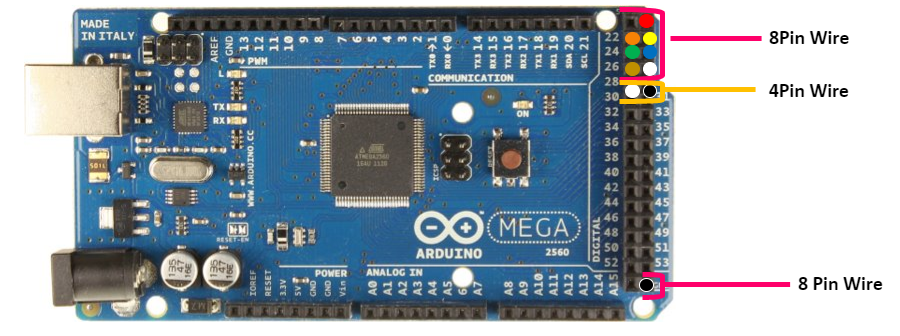 MADE
IN ITALY
AREF
GND
13
12
11
10
9
8
7
6
5
4
3
2
TX0→1
RX0←0
TX3 14
RX3 15
TX2 16
RX2 17
TX1 18
RX1 19
SDA 20
SCL 21
PWM
COMMUNICATION
L
TX
RX
ON
22
24
26
28
30
32 33
34 35
36 37
38 39
40 41
42 43
44 45
46 47
48 49
50 51
52 53
8Pin Wire
4Pin Wire
8 Pin Wire
WWW.ARDUINO.CC
ATMEGA2560
ICSP
RESET-EN
ARDUINO
MEGA
2560
DIGITAL
POWER
ANALOG IN
IOREF
RESET
3.3V
5V
GND
GND
Vin
A0
A1
A2
A3
A4
A5
6
A7
A8
A9
A10
A11
A12
A13
A14
A15